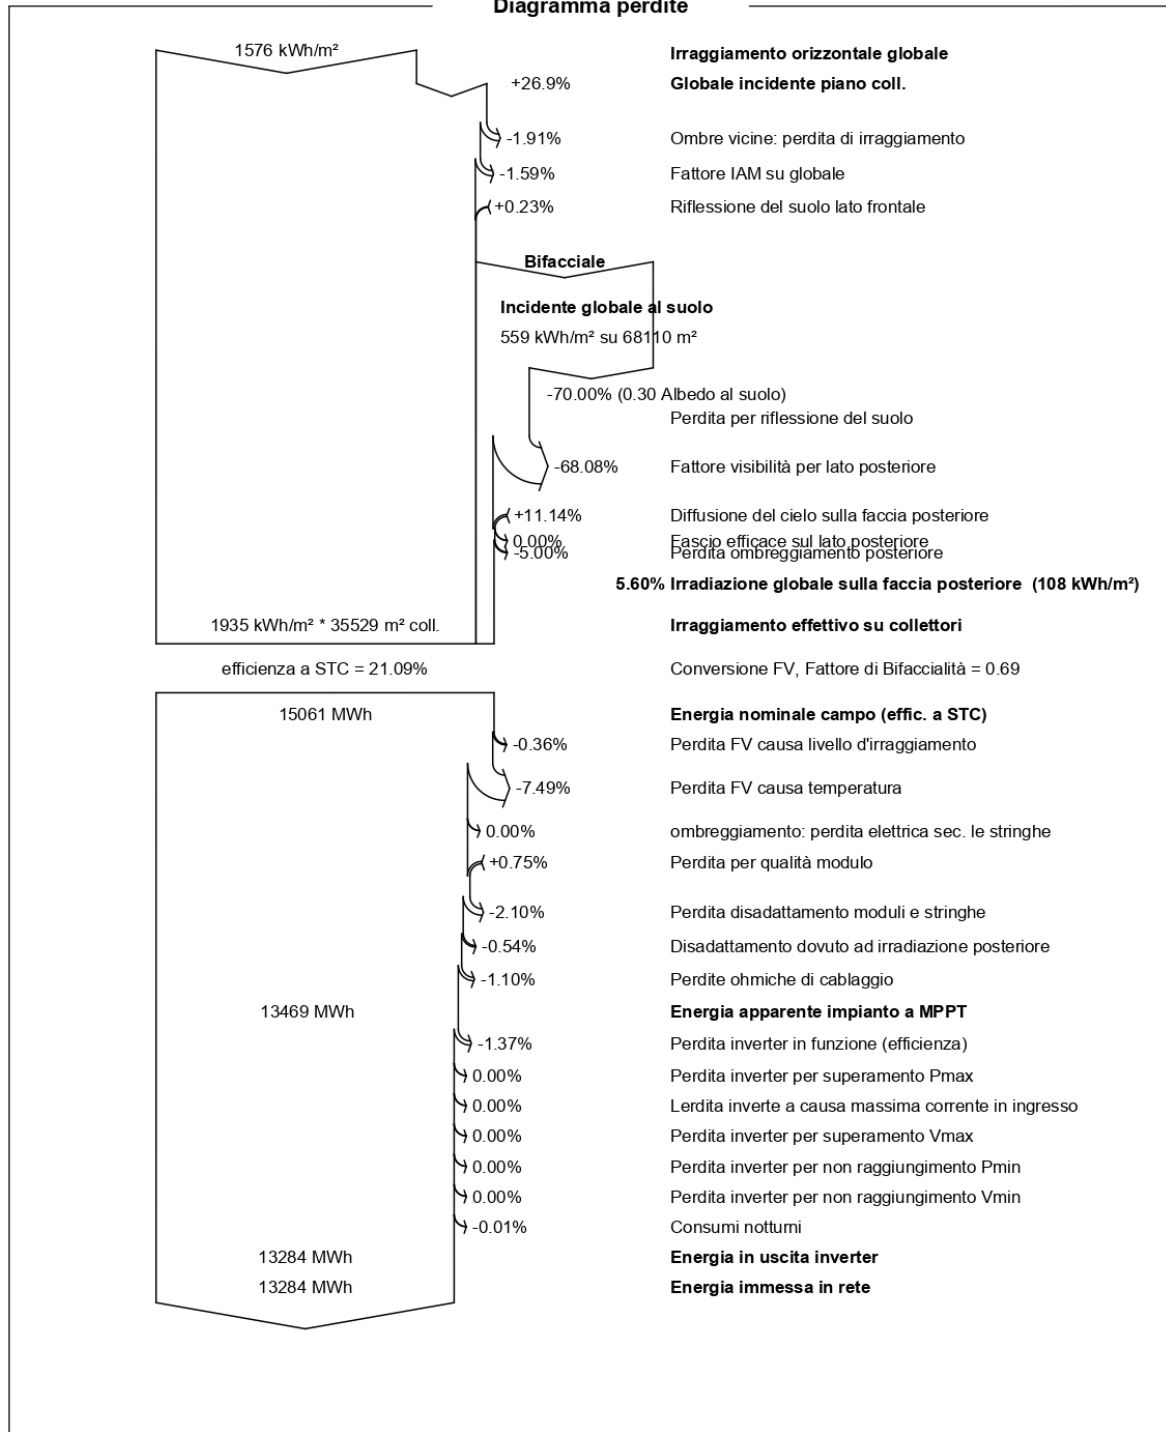 Diagramma perdite
1576 kWh/m² Irraggiamento orizzontale globale
+26.9% Globale incidente piano coll.
-1.91% Ombre vicine: perdita di irraggiamento
-1.59% Fattore IAM su globale
+0.23% Riflessione del suolo lato frontale
Bifacciale
Incidente globale al suolo
559 kWh/m² su 68110 m²
-70.00% (0.30 Albedo al suolo)
Perdita per riflessione del suolo
-68.08% Fattore visibilità per lato posteriore
+11.14% Diffusione del cielo sulla faccia posteriore
0.00% Fascio efficace sul lato posteriore
-5.00% Perdita ombreggiamento posteriore
5.60% Irradiazione globale sulla faccia posteriore (108 kWh/m²)
1935 kWh/m² * 35529 m² coll. Irraggiamento effettivo su collettori
efficienza a STC = 21.09% Conversione FV, Fattore di Bifaccialità = 0.69
15061 MWh Energia nominale campo (effic. a STC)
-0.36% Perdita FV causa livello d'irraggiamento
-7.49% Perdita FV causa temperatura
0.00% ombreggiamento: perdita elettrica sec. le stringhe
+0.75% Perdita per qualità modulo
-2.10% Perdita disadattamento moduli e stringhe
-0.54% Disadattamento dovuto ad irradiazione posteriore
-1.10% Perdite ohmiche di cablaggio
13469 MWh Energia apparente impianto a MPPT
-1.37% Perdita inverter in funzione (efficienza)
0.00% Perdita inverter per superamento Pmax
0.00% Lerdita inverte a causa massima corrente in ingresso
0.00% Perdita inverter per superamento Vmax
0.00% Perdita inverter per non raggiungimento Pmin
0.00% Perdita inverter per non raggiungimento Vmin
-0.01% Consumi notturni
13284 MWh Energia in uscita inverter
13284 MWh Energia immessa in rete